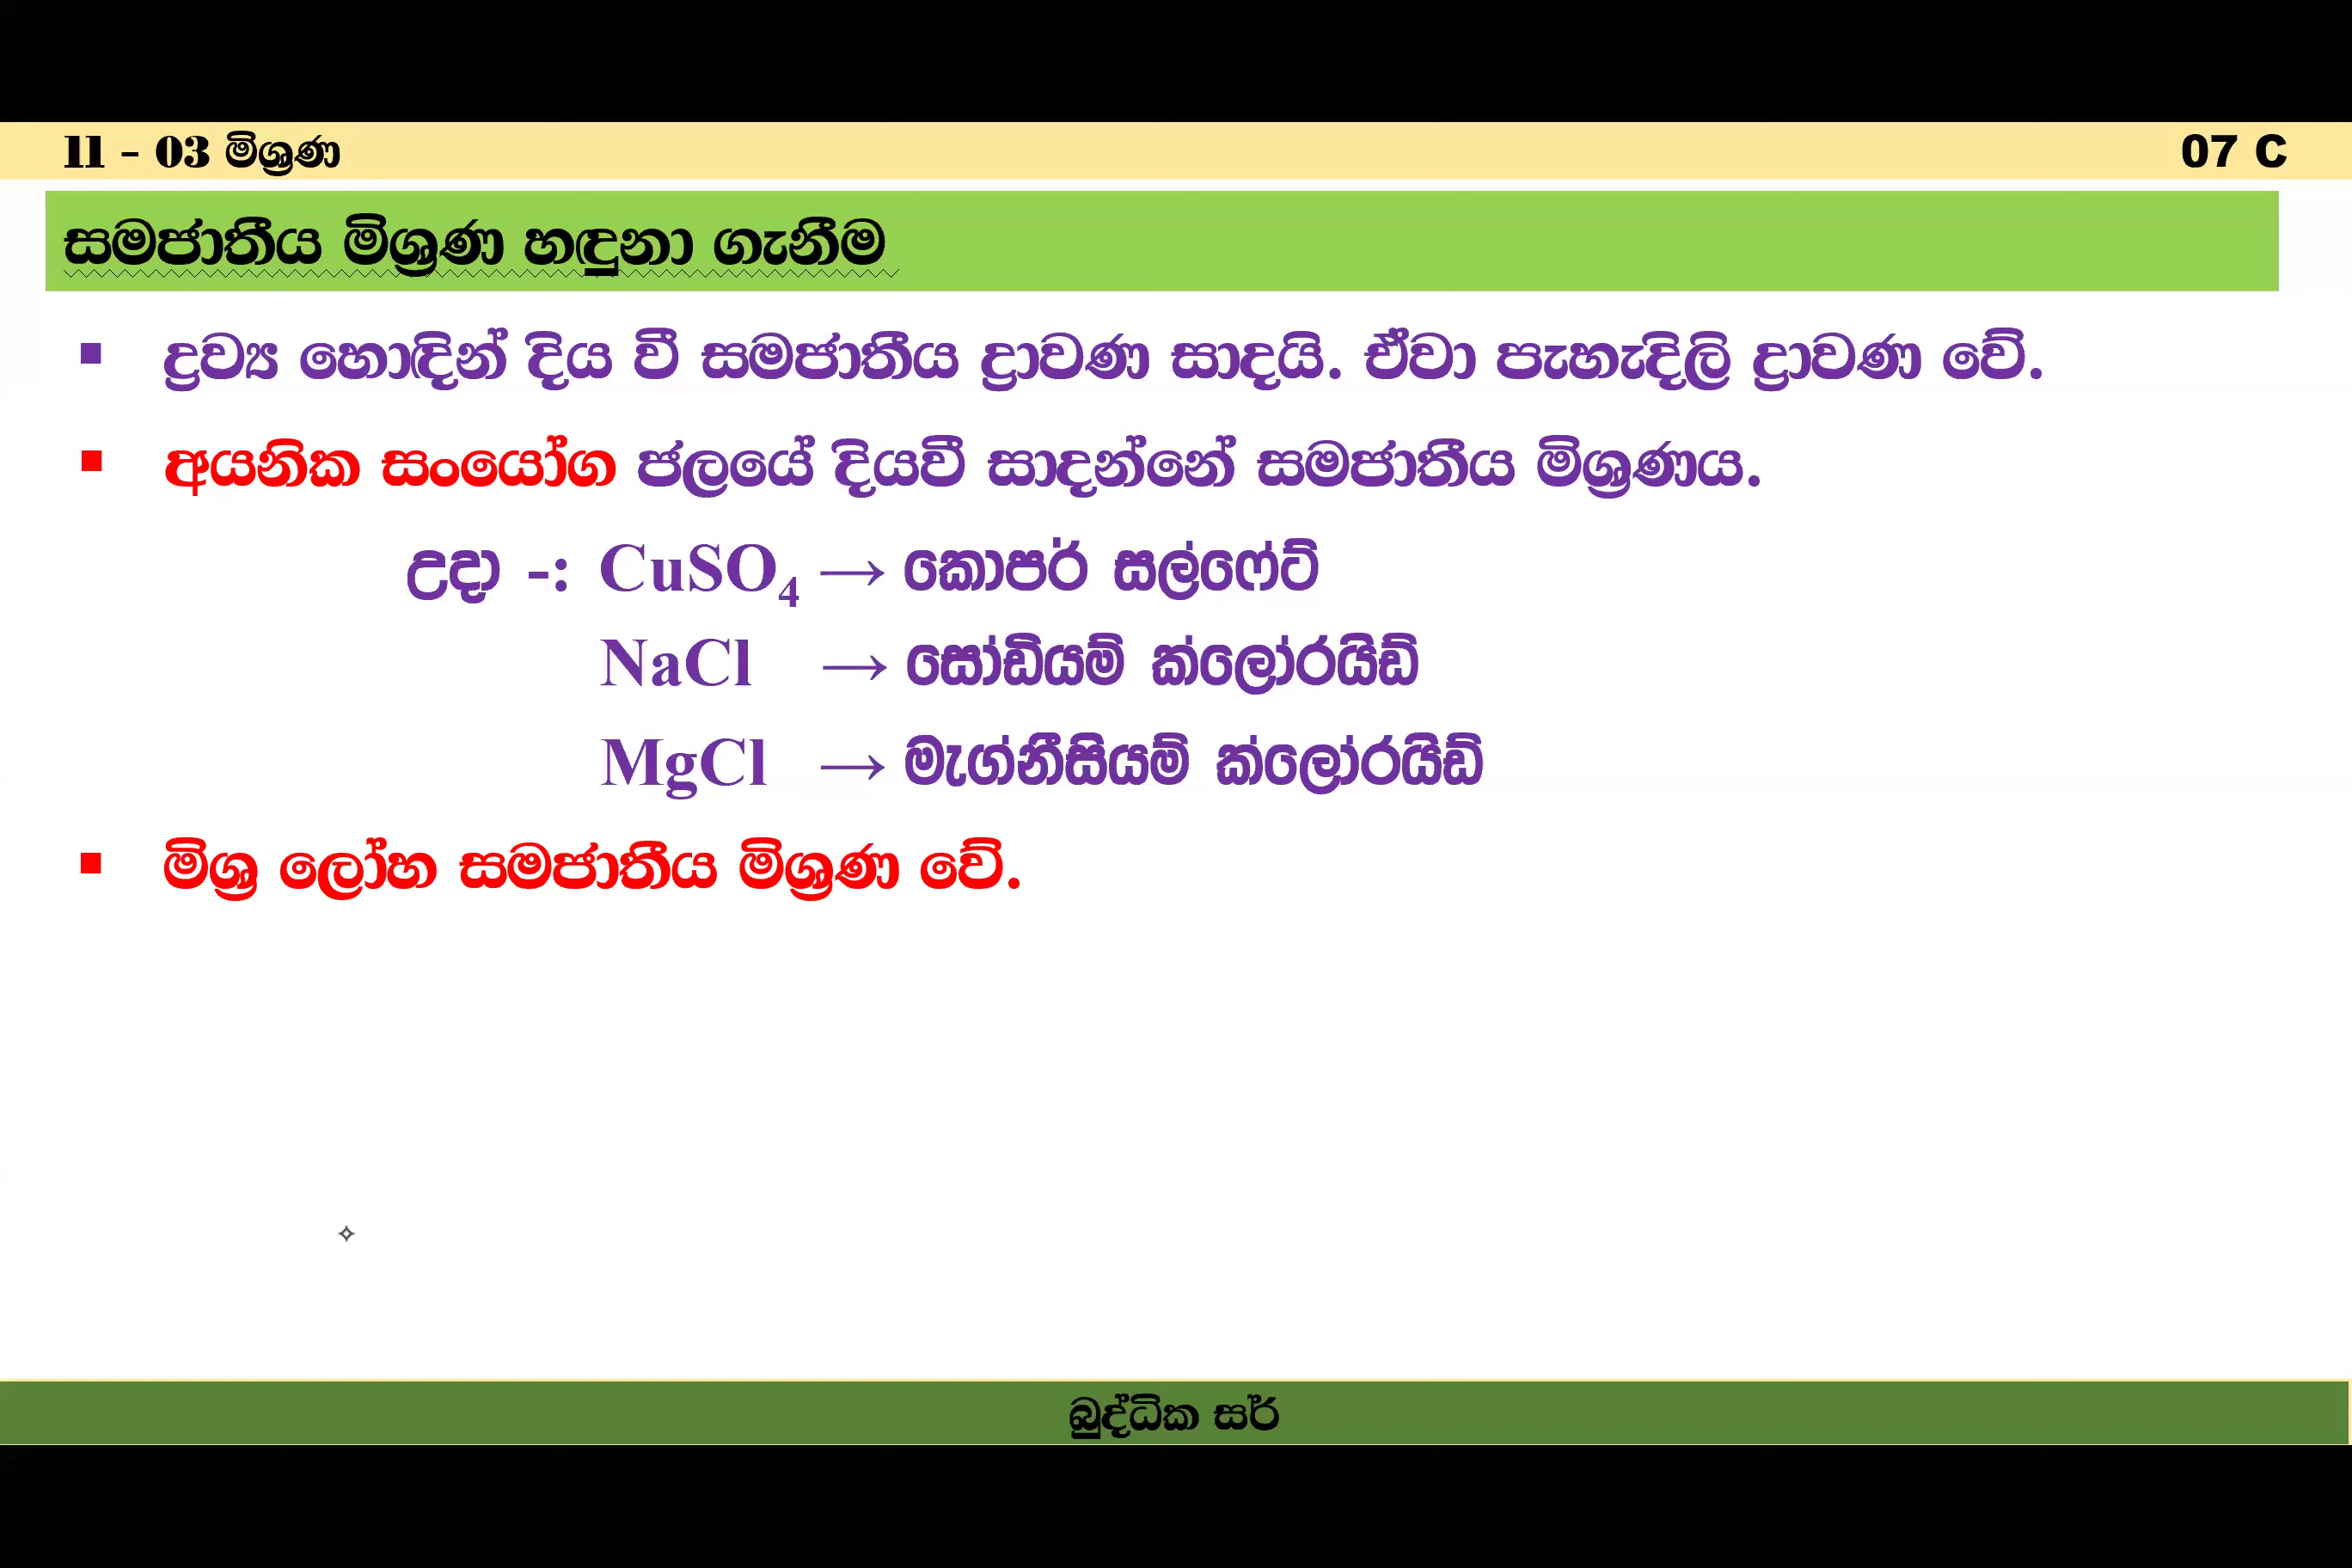 11 - 03 මිශ්‍රණ
07 C
සමජාතීය මිශ්‍රණ හඳුනා ගැනීම
▪ ද්‍රව්‍ය හොඳින් දිය වී සමජාතීය ද්‍රාවණ සාදයි. ඒවා පැහැදිලි ද්‍රාවණ වේ.
▪ අයනික සංයෝග ජලයේ දියවී සාදන්නේ සමජාතීය මිශ්‍රණය.
උදා -: CuSO₄ → කොපර් සල්ෆේට්
NaCl → සෝඩියම් ක්ලෝරයිඩ්
MgCl → මැග්නීසියම් ක්ලෝරයිඩ්
▪ මිශ්‍ර ලෝහ සමජාතීය මිශ්‍රණ වේ.
බුද්ධික සර්